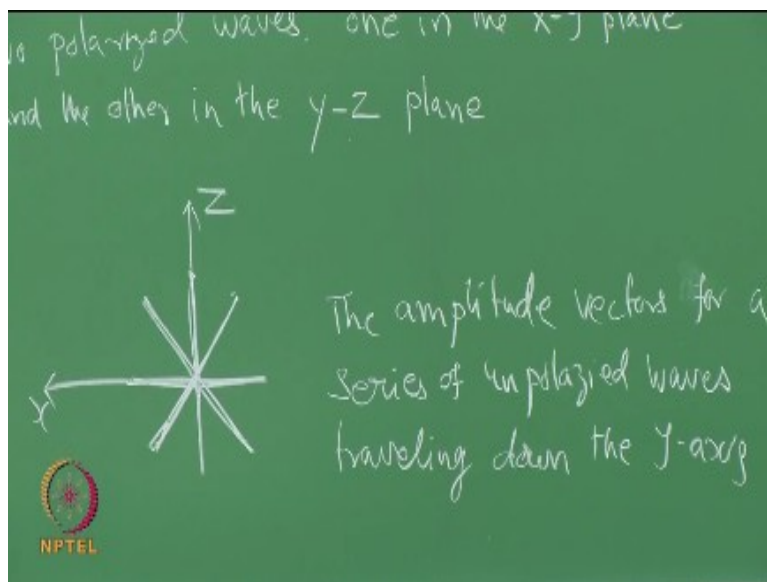 polarized waves. one in the x-y plane
and the other in the y-z plane
Z
The amplitude vectors for a
X
series of unpolazied waves
traveling down the y-axis
NPTEL